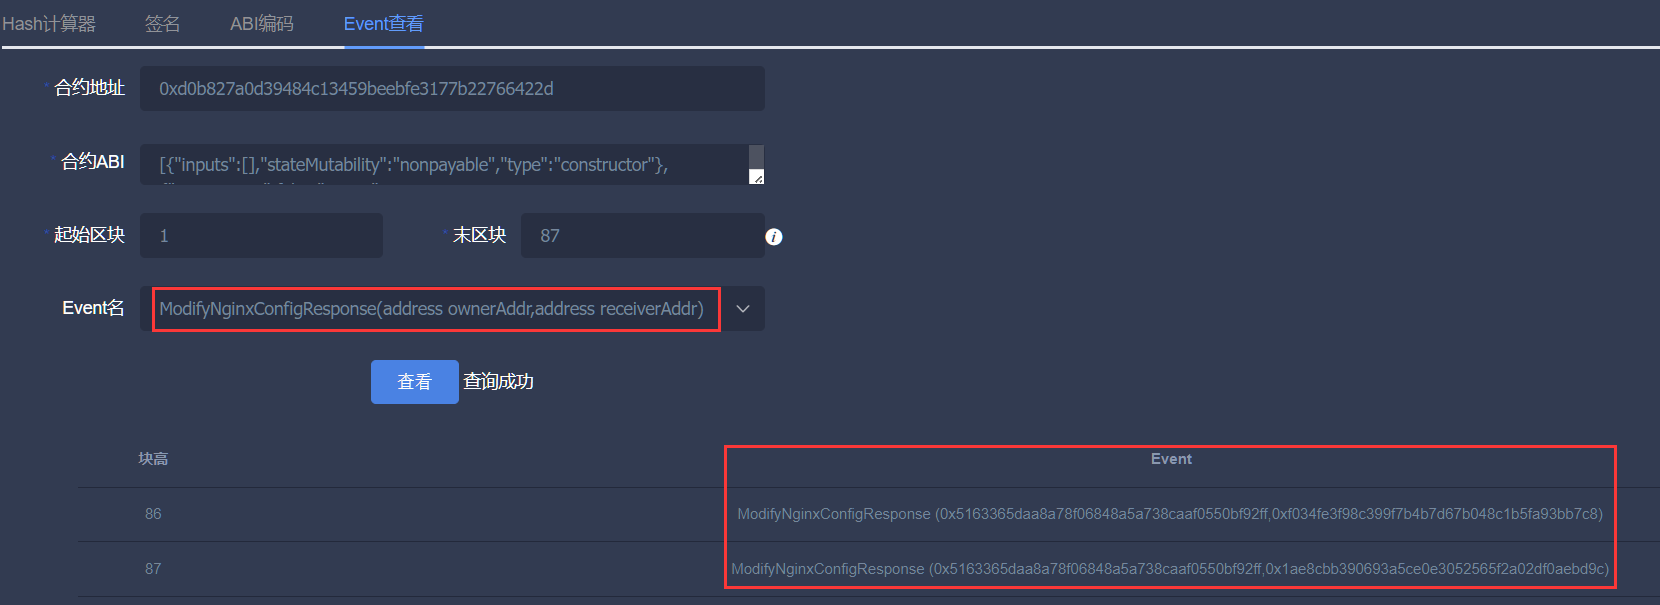 Hash计算器 签名 ABI编码 Event查看
* 合约地址 0xd0b827a0d39484c13459beebfe3177b22766422d
* 合约ABI [{"inputs":[],"stateMutability":"nonpayable","type":"constructor"},
* 起始区块 1 * 末区块 87 i
Event名 ModifyNginxConfigResponse(address ownerAddr,address receiverAddr)
查看 查询成功
块高 Event
86 ModifyNginxConfigResponse (0x5163365daa8a78f06848a5a738caaf0550bf92ff,0xf034fe3f98c399f7b4b7d67b048c1b5fa93bb7c8)
87 ModifyNginxConfigResponse (0x5163365daa8a78f06848a5a738caaf0550bf92ff,0x1ae8cbb390693a5ce0e3052565f2a02df0aebd9c)